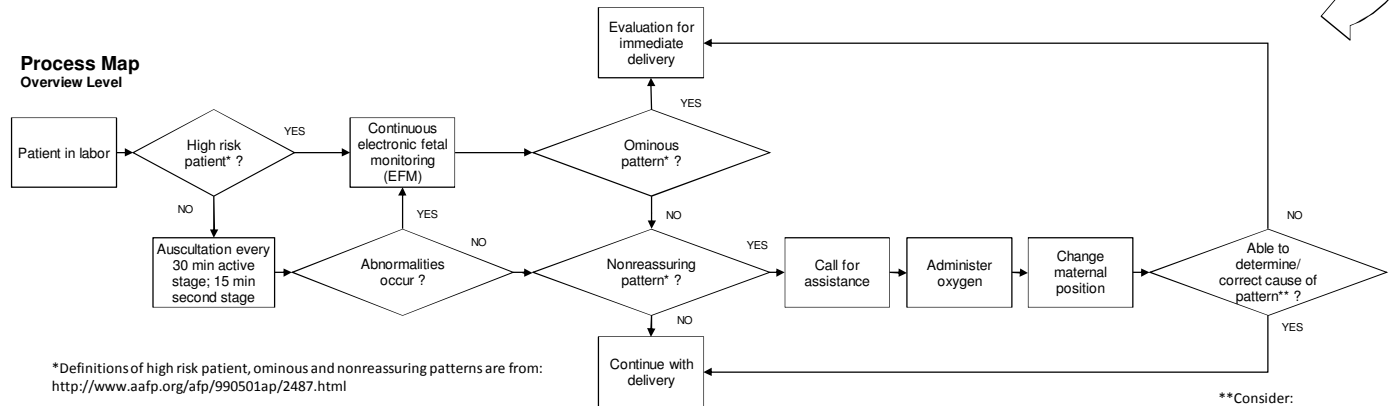 Process Map
Overview Level
Patient in labor
High risk
patient* ?
YES
NO
Continuous
electronic fetal
monitoring
(EFM)
Auscultation every
30 min active
stage; 15 min
second stage
Abnormalities
occur ?
YES
NO
Evaluation for
immediate
delivery
YES
Ominous
pattern* ?
NO
Nonreassuring
pattern* ?
YES
NO
Continue with
delivery
Call for
assistance
Administer
oxygen
Change
maternal
position
Able to
determine/
correct cause of
pattern** ?
NO
YES
*Definitions of high risk patient, ominous and nonreassuring patterns are from:
http://www.aafp.org/afp/990501ap/2487.html
**Consider: